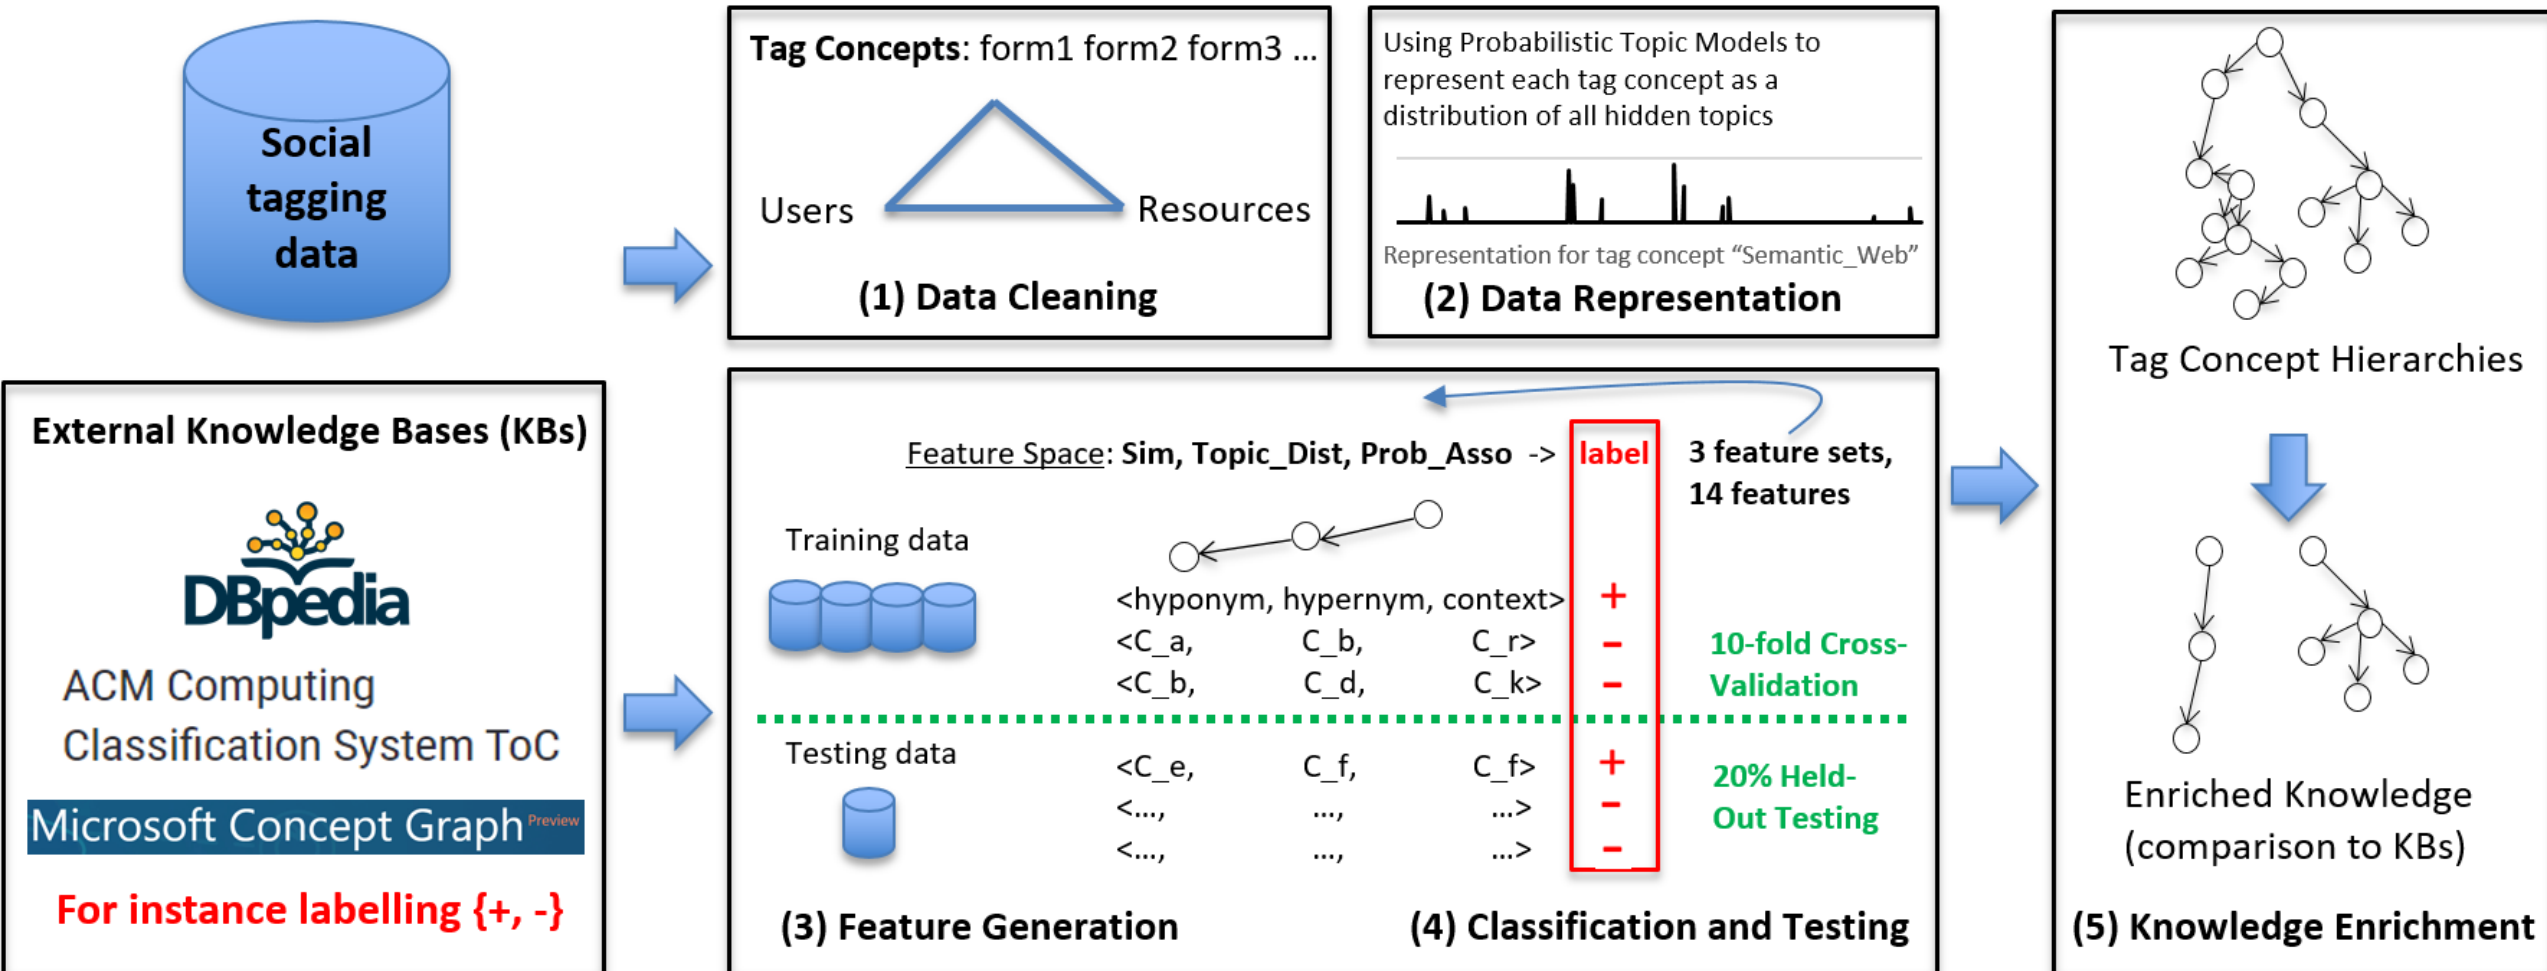 Social
tagging
data
Tag Concepts: form1 form2 form3 ...
Users
Resources
(1) Data Cleaning
Using Probabilistic Topic Models to
represent each tag concept as a
distribution of all hidden topics
Representation for tag concept “Semantic_Web”
(2) Data Representation
External Knowledge Bases (KBs)
DBpedia
ACM Computing
Classification System ToC
Microsoft Concept Graph Preview
For instance labelling {+, -}
Feature Space: Sim, Topic_Dist, Prob_Asso -> label
3 feature sets,
14 features
Training data
<hyponym, hypernym, context> +
<C_a, C_b, C_r> -
<C_b, C_d, C_k> -
10-fold Cross-
Validation
Testing data
<C_e, C_f, C_f> +
<..., ..., ...> -
<..., ..., ...> -
20% Held-
Out Testing
(3) Feature Generation
(4) Classification and Testing
Tag Concept Hierarchies
Enriched Knowledge
(comparison to KBs)
(5) Knowledge Enrichment